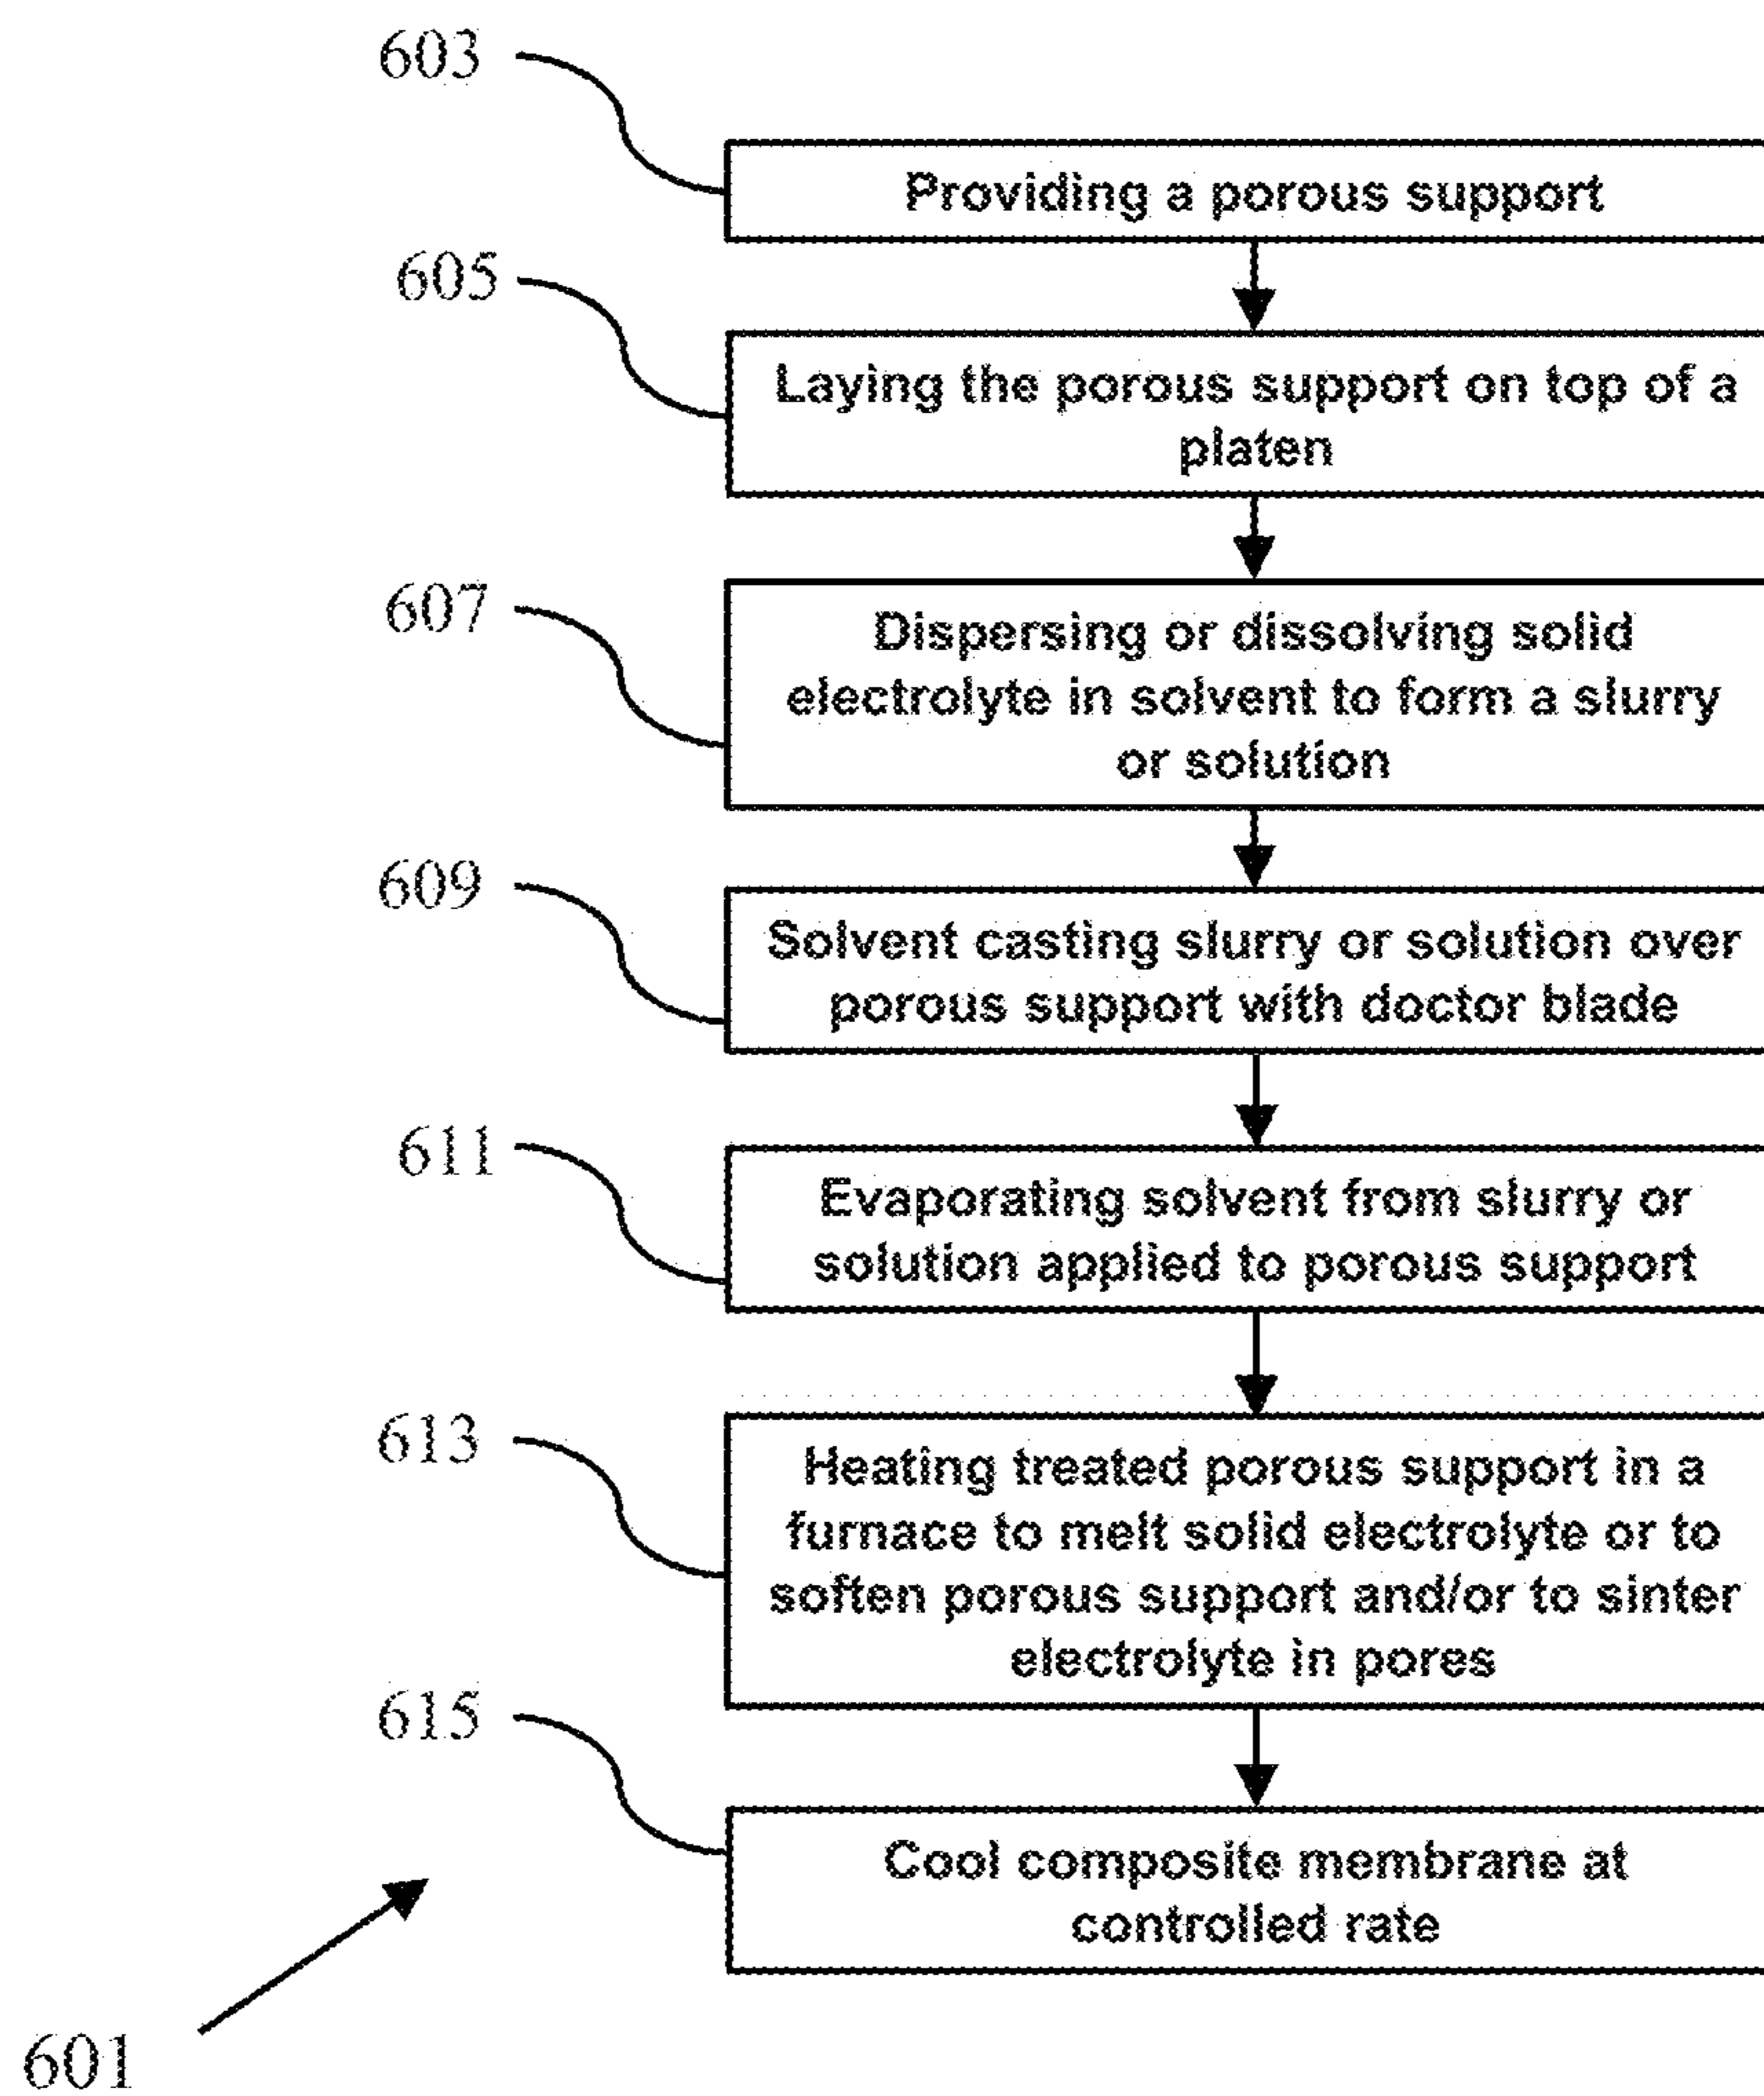 603
Providing a porous support
605
Laying the porous support on top of a
platen
607
Dispersing or dissolving solid
electrolyte in solvent to form a slurry
or solution
609
Solvent casting slurry or solution over
porous support with doctor blade
611
Evaporating solvent from slurry or
solution applied to porous support
613
Heating treated porous support in a
furnace to melt solid electrolyte or to
soften porous support and/or to sinter
electrolyte in pores
615
Cool composite membrane at
controlled rate
601